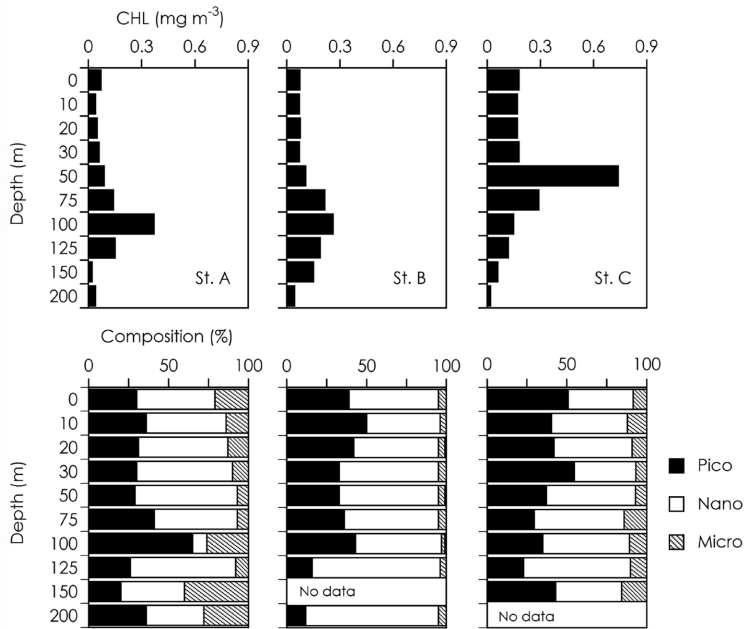 CHL (mg m⁻³)
0 0.3 0.6 0.9
0 0.3 0.6 0.9
0 0.3 0.6 0.9
Depth (m)
0
10
20
30
50
75
100
125
150
200
St. A
St. B
St. C
Composition (%)
0 50 100
0 50 100
0 50 100
Depth (m)
0
10
20
30
50
75
100
125
150
200
No data
No data
Pico
Nano
Micro